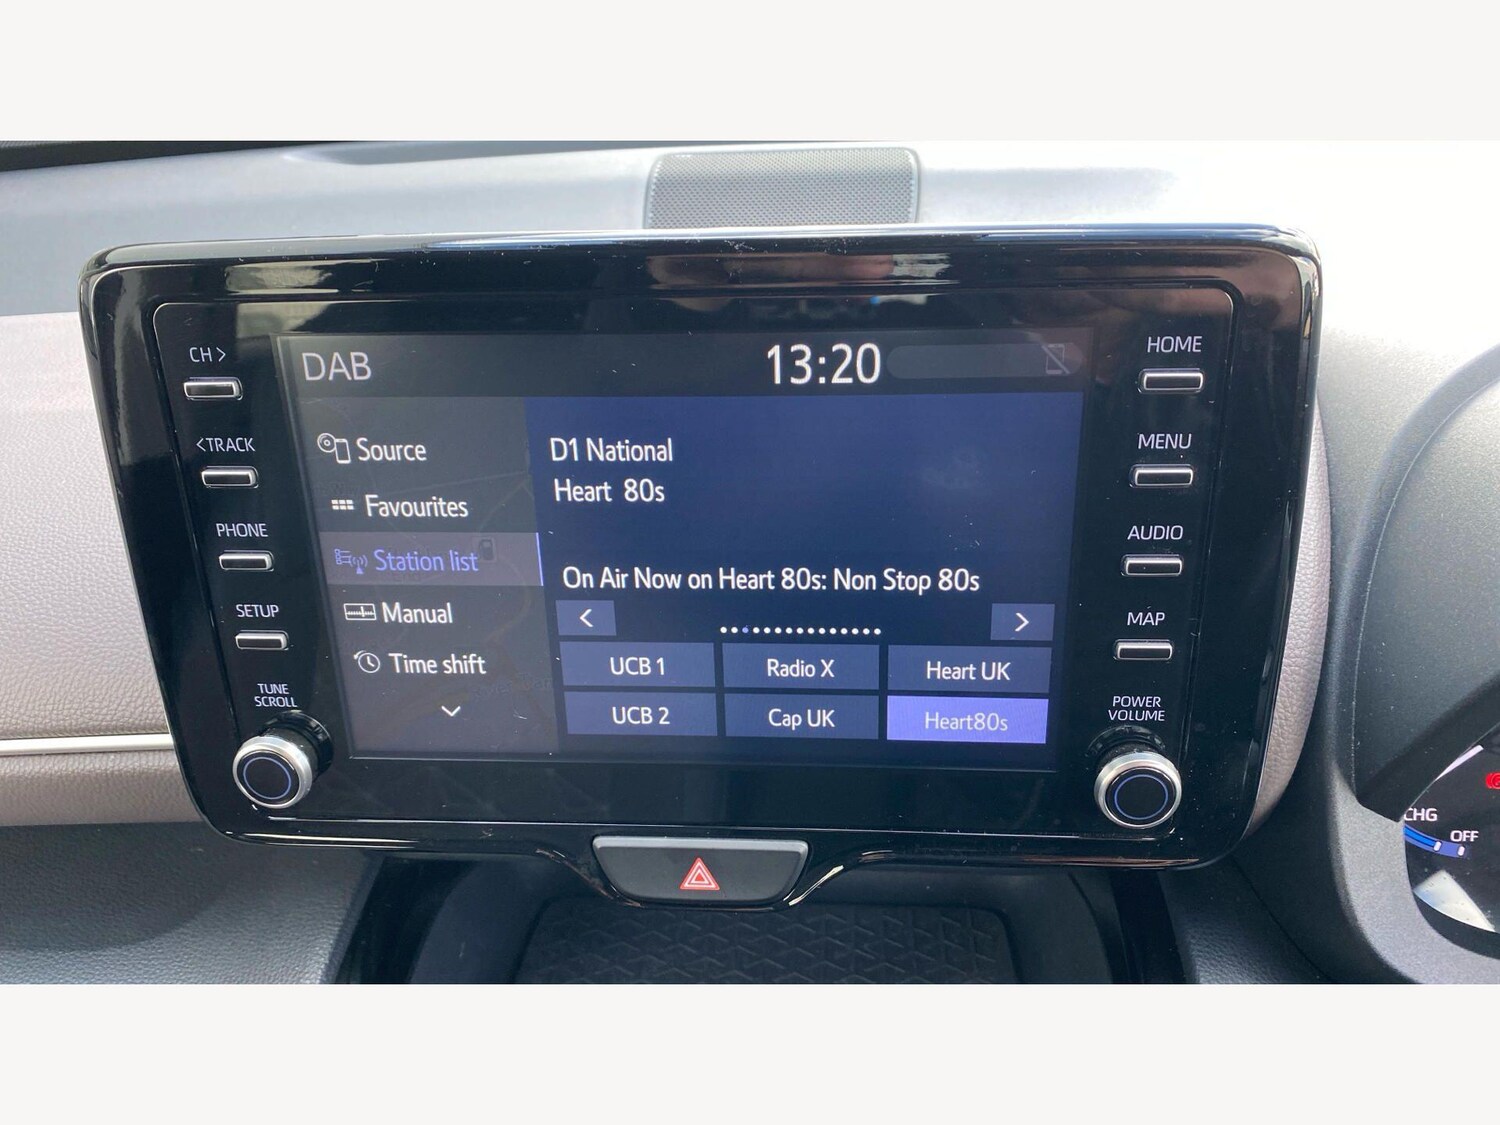 CH >
<TRACK
PHONE
SETUP
TUNE
SCROLL
DAB
13:20
Source
Favourites
Station list
Manual
Time shift
D1 National
Heart 80s
On Air Now on Heart 80s: Non Stop 80s
<
>
UCB 1
Radio X
Heart UK
UCB 2
Cap UK
Heart80s
HOME
MENU
AUDIO
MAP
POWER
VOLUME
CHG
OFF